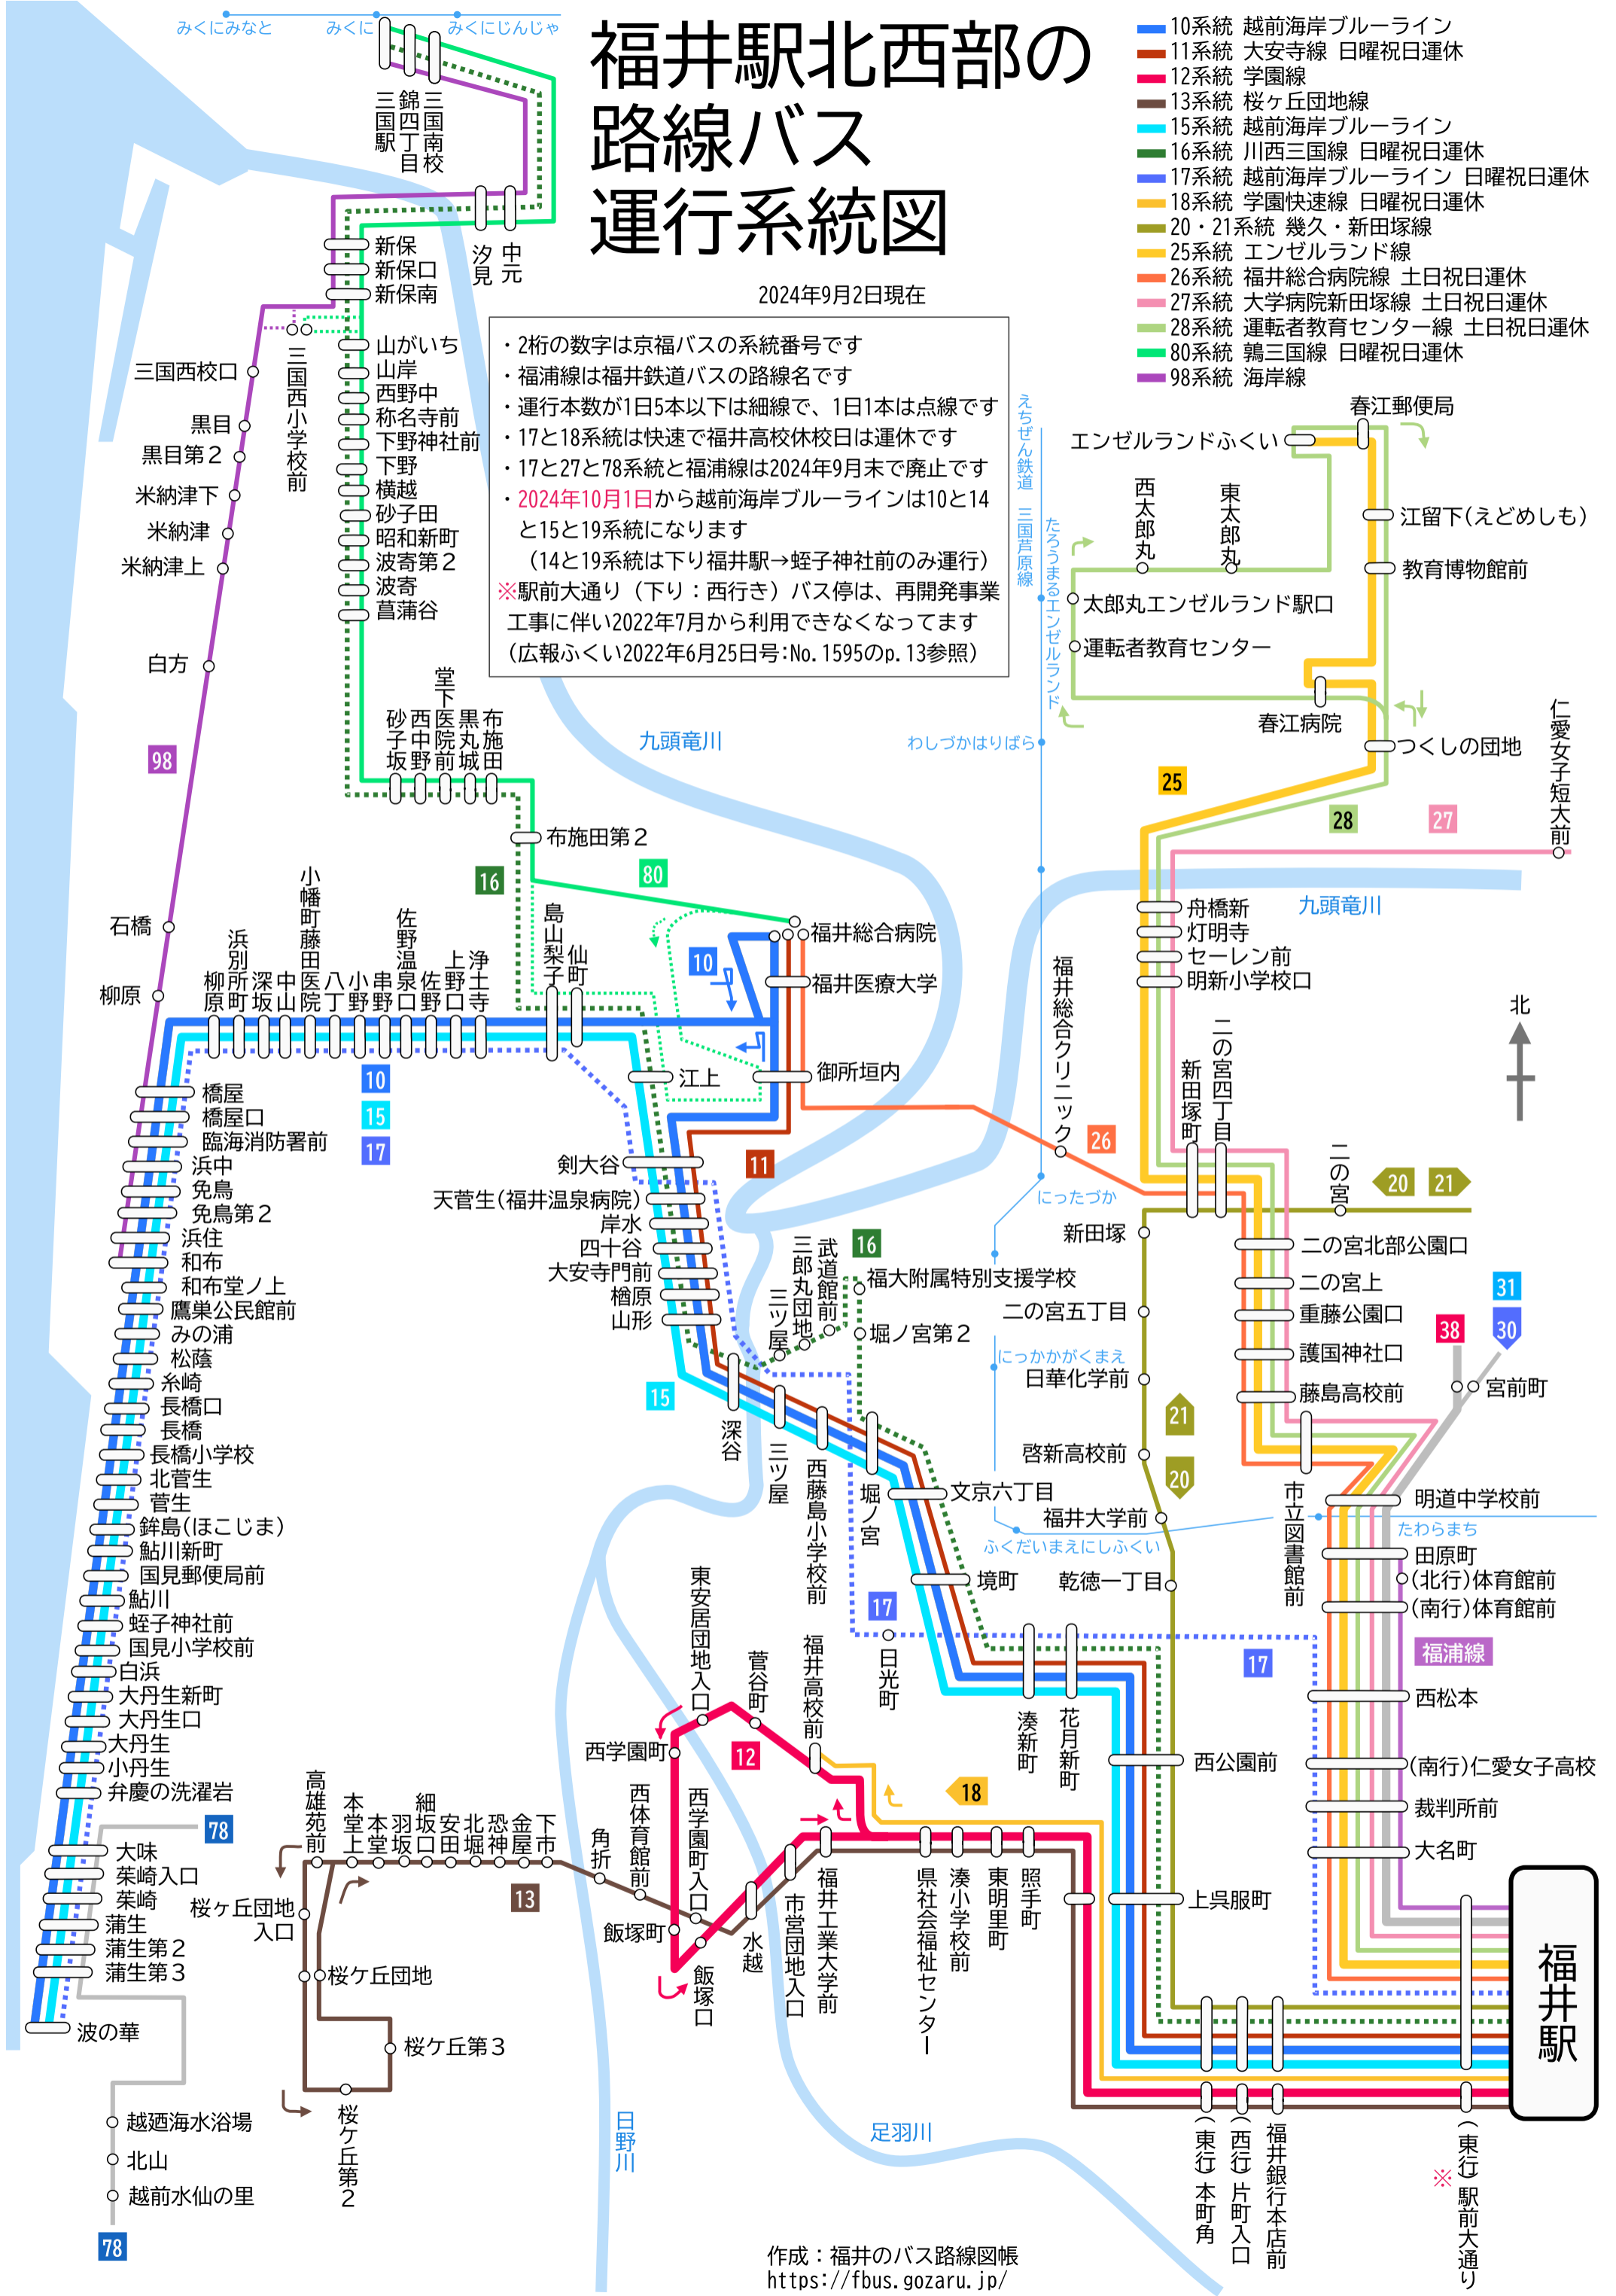 みくにみなと
みくに
みくにじんじゃ
福井駅北西部の
路線バス
運行系統図
2024年9月2日現在
10系統 越前海岸ブルーライン
11系統 大安寺線 日曜祝日運休
12系統 学園線
13系統 桜ヶ丘団地線
15系統 越前海岸ブルーライン
16系統 川西三国線 日曜祝日運休
17系統 越前海岸ブルーライン 日曜祝日運休
18系統 学園快速線 日曜祝日運休
20・21系統 幾久・新田塚線
25系統 エンゼルランド線
26系統 福井総合病院線 土日祝日運休
27系統 大学病院新田塚線 土日祝日運休
28系統 運転者教育センター線 土日祝日運休
80系統 鶉三国線 日曜祝日運休
98系統 海岸線
・2桁の数字は京福バスの系統番号です
・福浦線は福井鉄道バスの路線名です
・運行本数が1日5本以下は細線で、1日1本は点線です
・17と18系統は快速で福井高校休校日は運休です
・17と27と78系統と福浦線は2024年9月末で廃止です
・2024年10月1日から越前海岸ブルーラインは10と14
と15と19系統になります
（14と19系統は下り福井駅→蛭子神社前のみ運行）
※駅前大通り（下り：西行き）バス停は、再開発事業
工事に伴い2022年7月から利用できなくなってます
（広報ふくい2022年6月25日号:No.1595のp.13参照）
三国駅
錦四丁目
三国南校
汐見
中元
新保
新保口
新保南
三国西小学校前
山がいち
山岸
西野中
称名寺前
下野神社前
下野
横越
砂子田
昭和新町
波寄第２
波寄
菖蒲谷
三国西校口
黒目
黒目第２
米納津下
米納津
米納津上
白方
98
石橋
柳原
砂子坂
西中野
堂下医院前
黒丸城
布施田
布施田第２
16
80
九頭竜川
えちぜん鉄道 三国芦原線
たろうまるエンゼルランド
わしづかはりばら
エンゼルランドふくい
春江郵便局
西太郎丸
東太郎丸
江留下(えどめしも)
教育博物館前
太郎丸エンゼルランド駅口
運転者教育センター
春江病院
つくしの団地
仁愛女子短大前
25
28
27
九頭竜川
舟橋新
灯明寺
セーレン前
明新小学校口
北
柳原
浜別所町
深坂
中山
小幡町藤田医院
八丁
小野
串野
佐野温泉口
佐野
上野口
浄土寺
島山梨子
仙町
福井総合病院
10
福井医療大学
御所垣内
江上
福井総合クリニック
26
新田塚町
二の宮四丁目
二の宮
20
21
10
15
17
橋屋
橋屋口
臨海消防署前
浜中
免鳥
免鳥第２
浜住
和布
和布堂ノ上
鷹巣公民館前
みの浦
松蔭
糸崎
長橋口
長橋
長橋小学校
北菅生
菅生
鉾島(ほこじま)
鮎川新町
国見郵便局前
鮎川
蛭子神社前
国見小学校前
白浜
大丹生新町
大丹生口
大丹生
小丹生
弁慶の洗濯岩
78
大味
茱崎入口
茱崎
蒲生
蒲生第２
蒲生第３
波の華
越廼海水浴場
北山
越前水仙の里
78
剣大谷
11
天菅生(福井温泉病院)
岸水
四十谷
大安寺門前
楢原
山形
15
深谷
三ツ屋
三ツ屋
三郎丸団地
武道館前
16
福大附属特別支援学校
堀ノ宮第２
西藤島小学校前
堀ノ宮
文京六丁目
境町
17
日光町
湊新町
花月新町
にったづか
新田塚
二の宮五丁目
にっかかがくまえ
日華化学前
21
啓新高校前
20
福井大学前
ふくだいまえにしふくい
乾徳一丁目
二の宮北部公園口
二の宮上
重藤公園口
護国神社口
藤島高校前
市立図書館前
31
38
30
宮前町
明道中学校前
たわらまち
田原町
(北行)体育館前
(南行)体育館前
福浦線
17
西松本
(南行)仁愛女子高校
裁判所前
大名町
西公園前
上呉服町
福井駅
東安居団地入口
菅谷町
福井高校前
12
西学園町
18
西体育館前
西学園町入口
角折
飯塚町
飯塚口
水越
市営団地入口
福井工業大学前
県社会福祉センター
湊小学校前
東明里町
照手町
高雄苑前
本堂上
本堂
羽坂
細坂口
安田
北堀
恐神
金屋
下市
13
桜ヶ丘団地
入口
桜ケ丘団地
桜ケ丘第３
桜ケ丘第２
日野川
足羽川
(東行)本町角
(西行)片町入口
福井銀行本店前
※
(東行)駅前大通り
作成：福井のバス路線図帳
https://fbus.gozaru.jp/